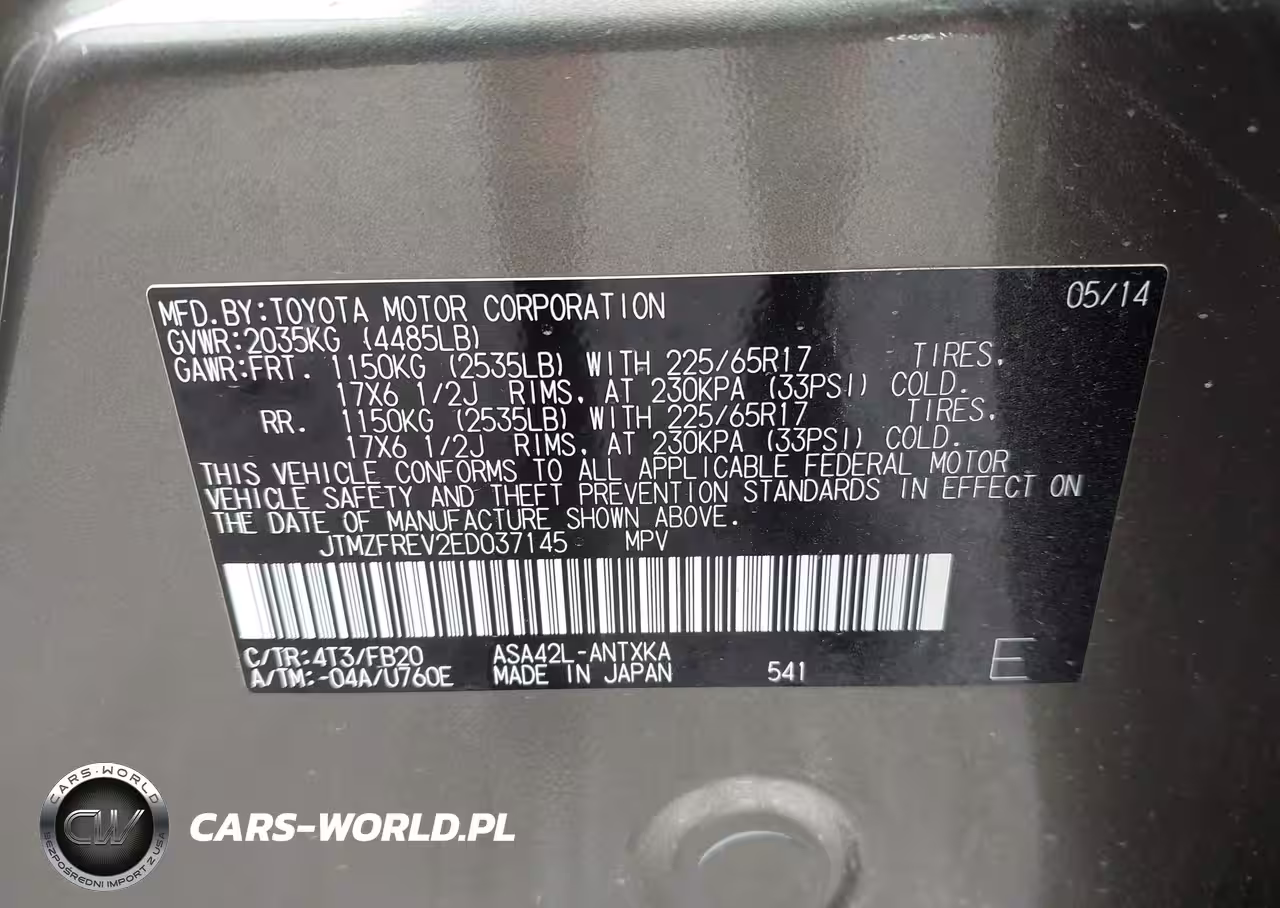 MFD.BY:TOYOTA MOTOR CORPORATION 05/14
GVWR:2035KG (4485LB)
GAWR:FRT. 1150KG (2535LB) WITH 225/65R17 TIRES,
17X6 1/2J RIMS, AT 230KPA (33PSI) COLD.
RR. 1150KG (2535LB) WITH 225/65R17 TIRES,
17X6 1/2J RIMS, AT 230KPA (33PSI) COLD.
THIS VEHICLE CONFORMS TO ALL APPLICABLE FEDERAL MOTOR
VEHICLE SAFETY AND THEFT PREVENTION STANDARDS IN EFFECT ON
THE DATE OF MANUFACTURE SHOWN ABOVE.
JTMZFREV2ED037145 MPV
C/TR:4T3/FB20 ASA42L-ANTXKA
A/TM:-04A/U760E MADE IN JAPAN 541 E
CARS-WORLD
CW
BEZPOŚREDNI IMPORT Z USA
CARS-WORLD.PL